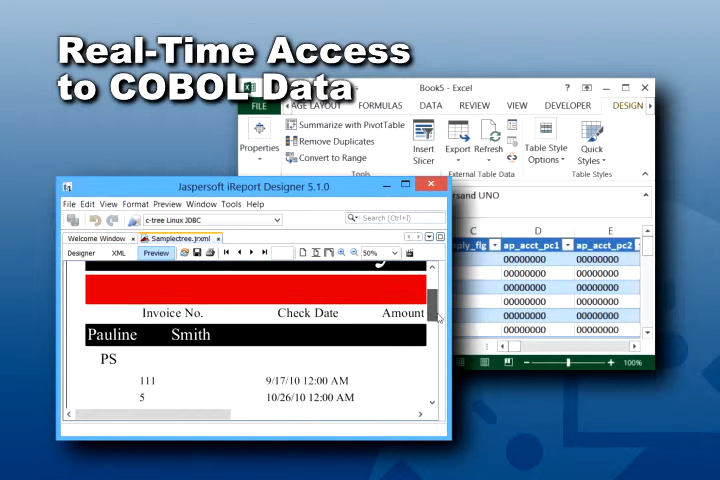 Real-Time Access
to COBOL Data
Book5 - Excel
?
FILE
AGE LAYOUT
FORMULAS
DATA
REVIEW
VIEW
DEVELOPER
DESIGN
Properties
Summarize with PivotTable
Remove Duplicates
Convert to Range
Tools
Insert
Slicer
Export
Refresh
External Table Data
Table Style
Options
Quick
Styles
Table Styles
ersand UNO
C
D
E
ply_flg
ap_acct_pc1
ap_acct_pc2
00000000 00000000
00000000 00000000
00000000 00000000
00000000 00000000
00000000 00000000
00000000 00000000
100%
Jaspersoft iReport Designer 5.1.0
File Edit View Format Preview Window Tools Help
c-tree Linux JDBC
Search (Ctrl+I)
Welcome Window
Samplectree.jrxml
Designer
XML
Preview
50%
Invoice No.
Check Date
Amount
Pauline Smith
PS
111 9/17/10 12:00 AM
5 10/26/10 12:00 AM